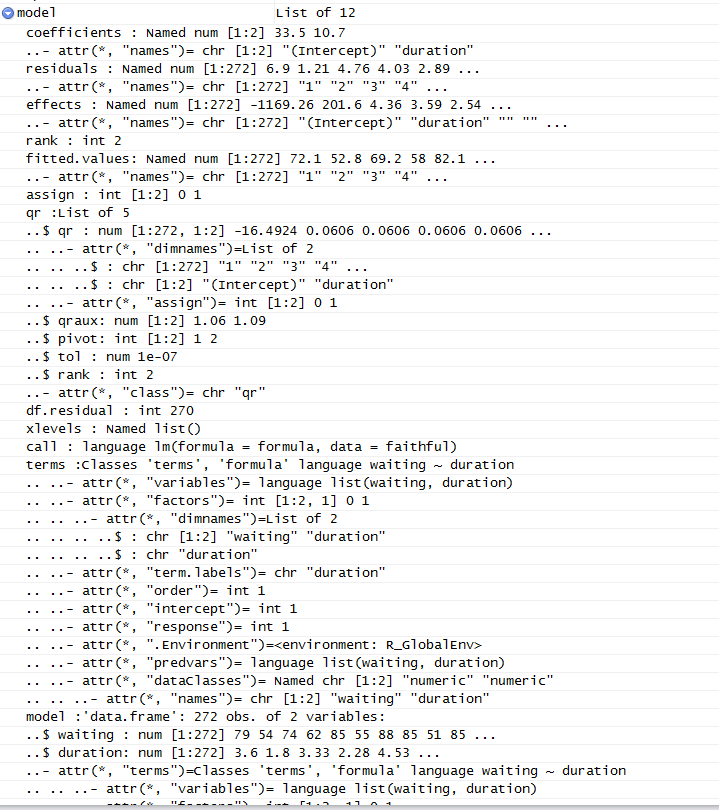 model List of 12
coefficients : Named num [1:2] 33.5 10.7
..- attr(*, "names")= chr [1:2] "(Intercept)" "duration"
residuals : Named num [1:272] 6.9 1.21 4.76 4.03 2.89 ...
..- attr(*, "names")= chr [1:272] "1" "2" "3" "4" ...
effects : Named num [1:272] -1169.26 201.6 4.36 3.59 2.54 ...
..- attr(*, "names")= chr [1:272] "(Intercept)" "duration" "" "" ...
rank : int 2
fitted.values: Named num [1:272] 72.1 52.8 69.2 58 82.1 ...
..- attr(*, "names")= chr [1:272] "1" "2" "3" "4" ...
assign : int [1:2] 0 1
qr :List of 5
..$ qr : num [1:272, 1:2] -16.4924 0.0606 0.0606 0.0606 0.0606 ...
.. ..- attr(*, "dimnames")=List of 2
.. .. ..$ : chr [1:272] "1" "2" "3" "4" ...
.. .. ..$ : chr [1:2] "(Intercept)" "duration"
.. ..- attr(*, "assign")= int [1:2] 0 1
..$ qraux: num [1:2] 1.06 1.09
..$ pivot: int [1:2] 1 2
..$ tol : num 1e-07
..$ rank : int 2
..- attr(*, "class")= chr "qr"
df.residual : int 270
xlevels : Named list()
call : language lm(formula = formula, data = faithful)
terms :Classes 'terms', 'formula' language waiting ~ duration
.. ..- attr(*, "variables")= language list(waiting, duration)
.. ..- attr(*, "factors")= int [1:2, 1] 0 1
.. .. ..- attr(*, "dimnames")=List of 2
.. .. .. ..$ : chr [1:2] "waiting" "duration"
.. .. .. ..$ : chr "duration"
.. ..- attr(*, "term.labels")= chr "duration"
.. ..- attr(*, "order")= int 1
.. ..- attr(*, "intercept")= int 1
.. ..- attr(*, "response")= int 1
.. ..- attr(*, ".Environment")=<environment: R_GlobalEnv>
.. ..- attr(*, "predvars")= language list(waiting, duration)
.. ..- attr(*, "dataClasses")= Named chr [1:2] "numeric" "numeric"
.. .. ..- attr(*, "names")= chr [1:2] "waiting" "duration"
model :'data.frame': 272 obs. of 2 variables:
..$ waiting : num [1:272] 79 54 74 62 85 55 88 85 51 85 ...
..$ duration: num [1:272] 3.6 1.8 3.33 2.28 4.53 ...
..- attr(*, "terms")=Classes 'terms', 'formula' language waiting ~ duration
.. .. ..- attr(*, "variables")= language list(waiting, duration)